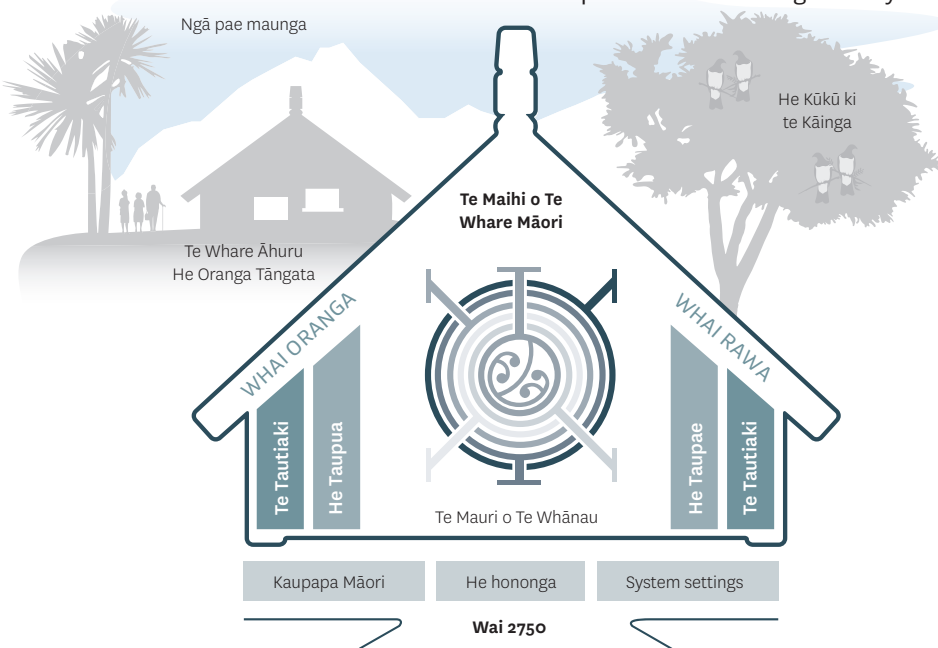 Ngā pae maunga
He Kūkū ki
te Kāinga
Te Maihi o Te
Whare Māori
Te Whare Āhuru
He Oranga Tāngata
WHAI ORANGA
WHAI RAWA
Te Tautiaki
He Taupua
He Taupae
Te Tautiaki
Te Mauri o Te Whānau
Kaupapa Māori
He hononga
System settings
Wai 2750